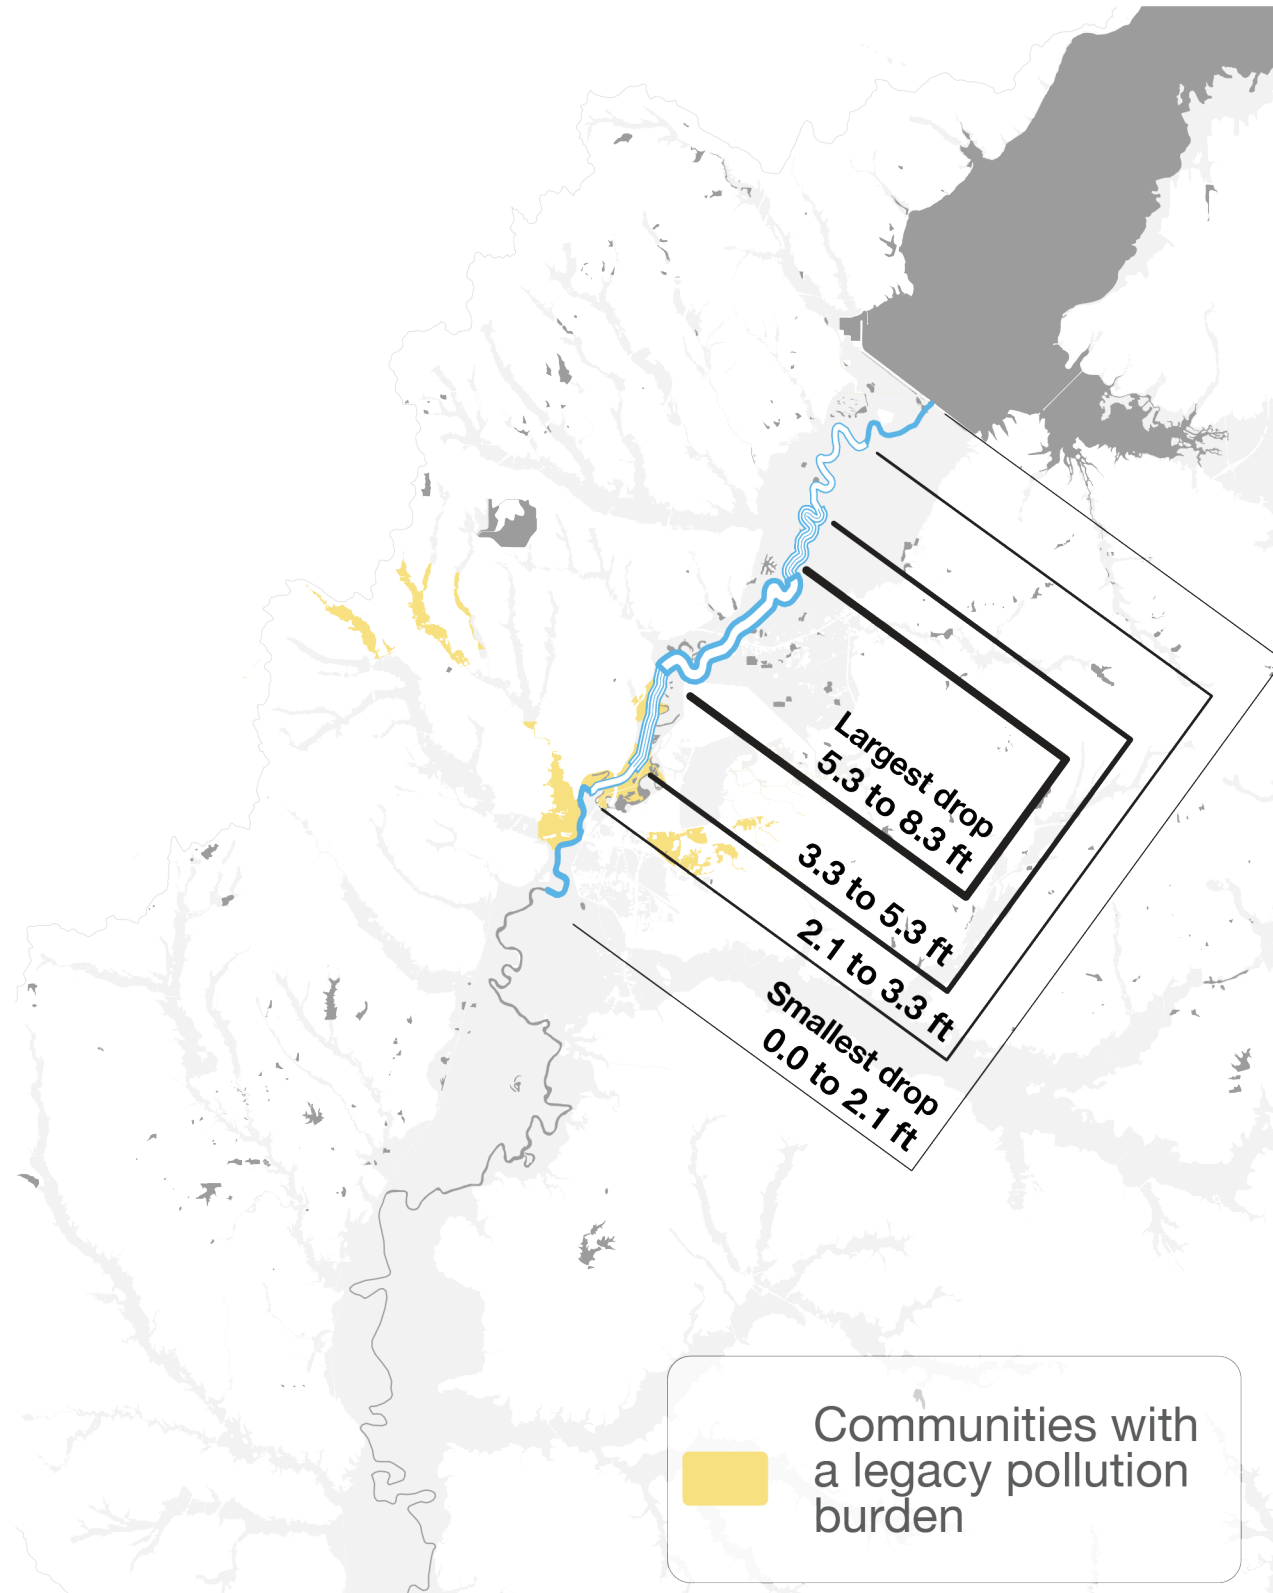 Largest drop
5.3 to 8.3 ft
3.3 to 5.3 ft
2.1 to 3.3 ft
Smallest drop
0.0 to 2.1 ft
Communities with
a legacy pollution
burden